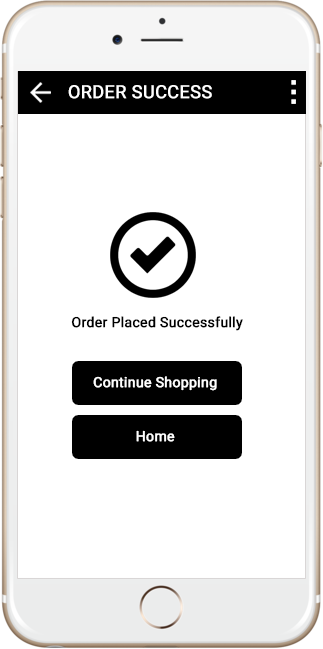 ORDER SUCCESS
Order Placed Successfully
Continue Shopping
Home